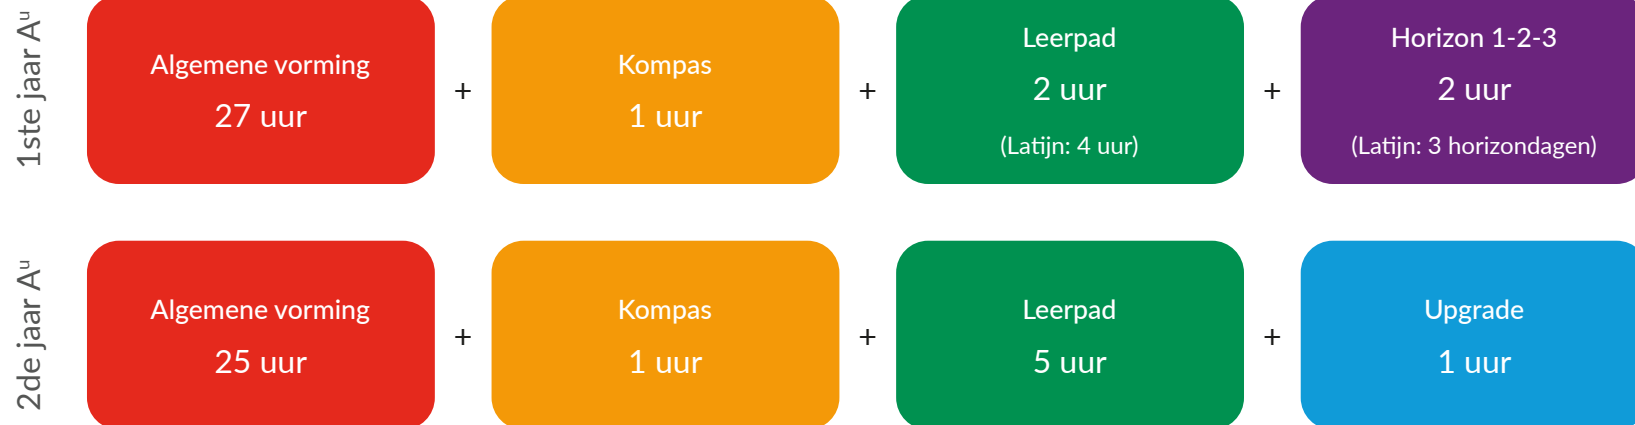 1ste jaar Aᵘ
Algemene vorming
27 uur
+
Kompas
1 uur
+
Leerpad
2 uur
(Latijn: 4 uur)
+
Horizon 1-2-3
2 uur
(Latijn: 3 horizondagen)
2de jaar Aᵘ
Algemene vorming
25 uur
+
Kompas
1 uur
+
Leerpad
5 uur
+
Upgrade
1 uur